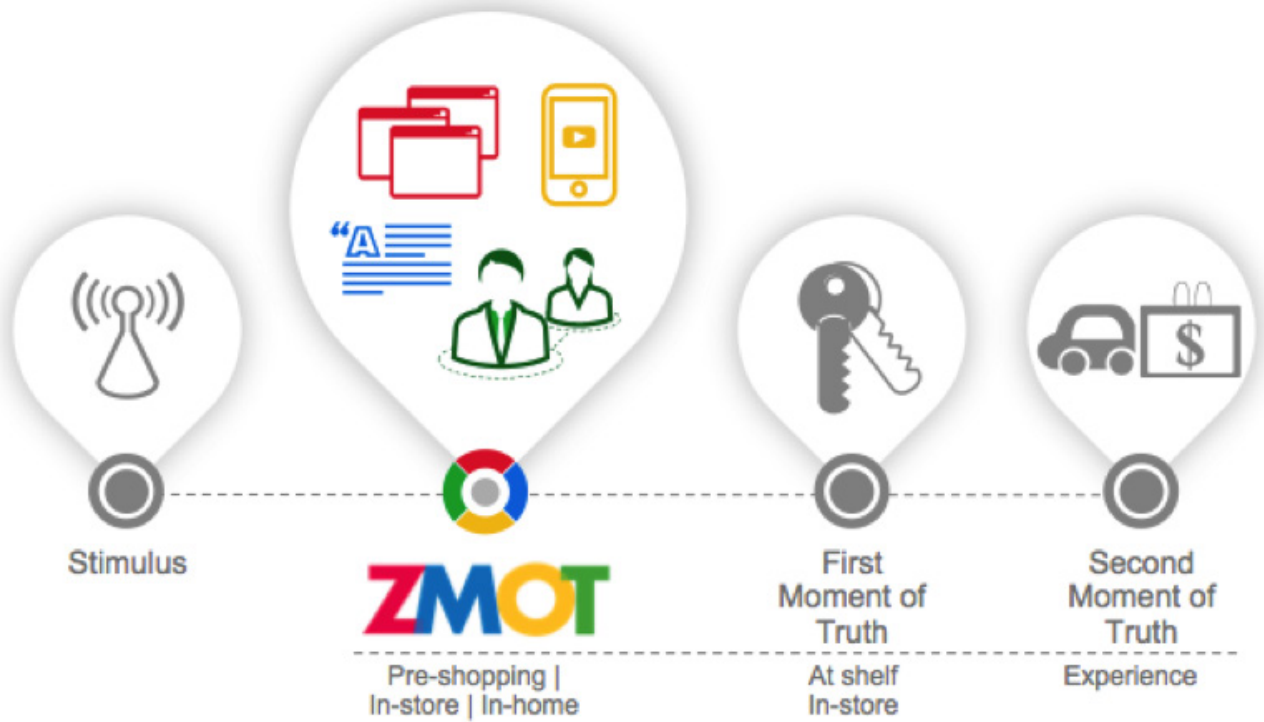 “A
$
Stimulus
ZMOT
First
Moment of
Truth
Second
Moment of
Truth
Pre-shopping |
In-store | In-home
At shelf
In-store
Experience